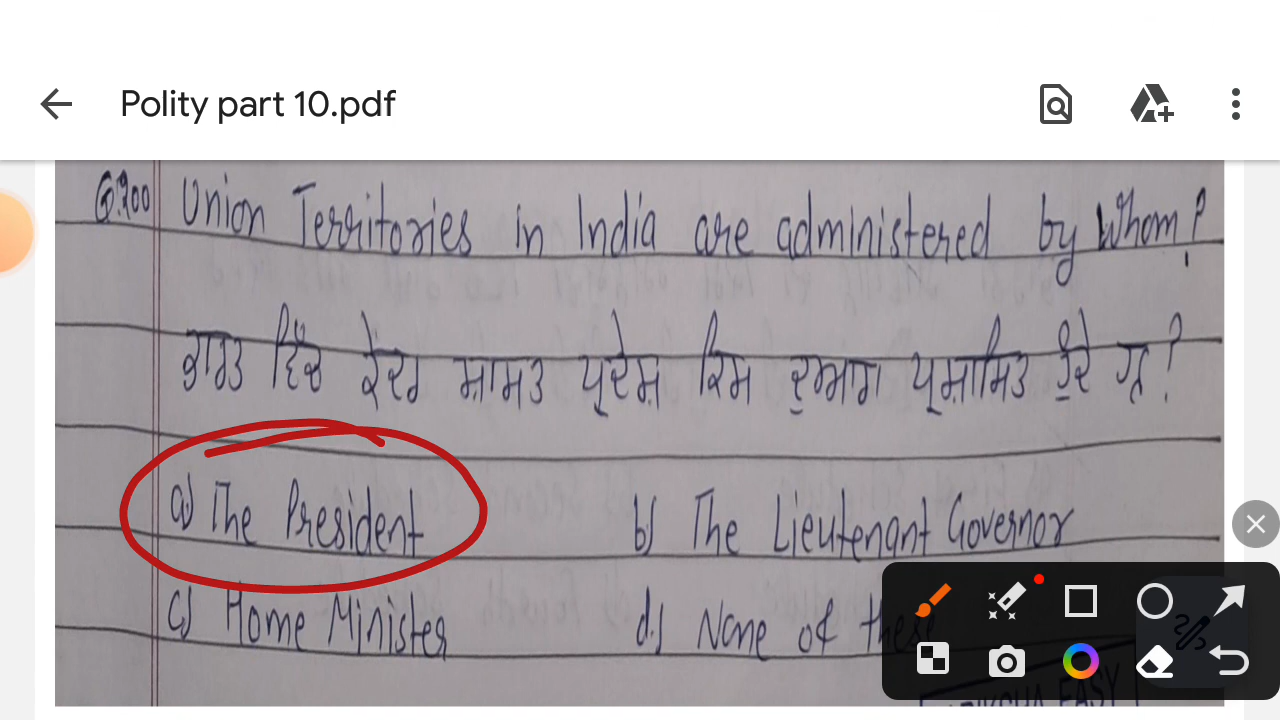 Polity part 10.pdf
Q.200 Union Territories in India are administered by Whom?
ਭਾਰਤ ਵਿੱਚ ਕੇਂਦਰ ਸ਼ਾਸਤ ਪ੍ਰਦੇਸ਼ ਕਿਸ ਦੁਆਰਾ ਪ੍ਰਸ਼ਾਸਿਤ ਹੁੰਦੇ ਹਨ?
a) The President b) The Lieutenant Governor
c) Home Minister d.) None of these